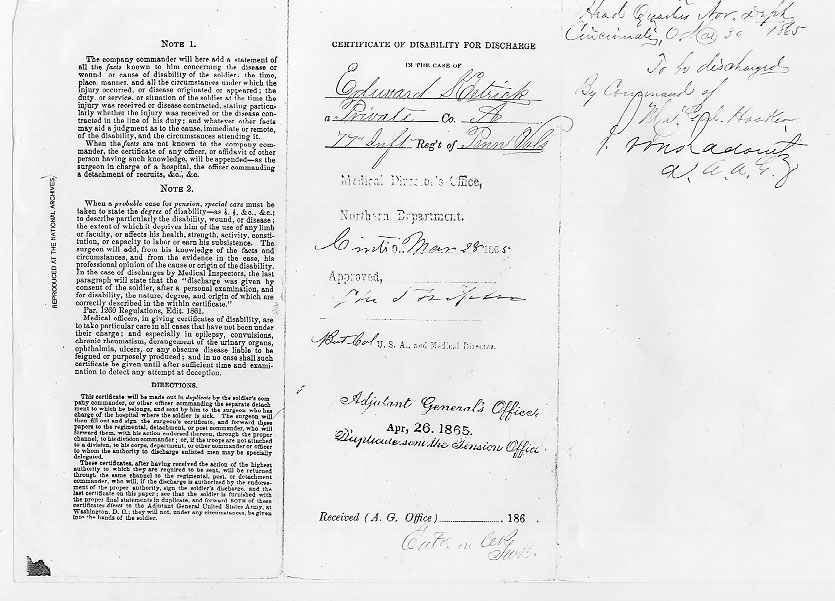 NOTE 1.
The company commander will here add a statement of
all the facts known to him concerning the disease or
wound or cause of disability of the soldier; the time,
place, manner, and all the circumstances under which the
injury occurred, or disease originated or appeared; the
duty, or service, or situation of the soldier at the time the
injury was received or disease contracted, stating particu-
larly whether the injury was received or the disease con-
tracted in the line of his duty; and whatever other facts
may aid a judgment as to the cause, immediate or remote,
of the disability, and the circumstances attending it.
When the facts are not known to the company com-
mander, the certificate of any officer, or affidavit of other
person having such knowledge, will be appended—as the
surgeon in charge of a hospital, the officer commanding
a detachment of recruits, &c., &c.
NOTE 2.
When a probable case for pension, special care must be
taken to state the degree of disability—as &c., &c.;
to describe particularly the disability, wound, or disease;
the extent of which it deprives him of the use of any limb
or faculty, or affects his health, strength, activity, consti-
tution, or capacity to labor or earn his subsistence. The
surgeon will add, from his knowledge of the facts and
circumstances, and from the evidence in the case, his
professional opinion of the cause or origin of the disability.
In the case of discharges by Medical Inspectors, the last
paragraph will state that the "discharge was given by
consent of the soldier, after a personal examination, and
for disability, the nature, degree, and origin of which are
correctly described in the within certificate."
Par. 1260 Regulations, Edit. 1861.
Medical officers, in giving certificates of disability, are
to take particular care in all cases that have not been under
their charge; and especially in epilepsy, convulsions,
chronic rheumatism, derangement of the urinary organs,
ophthalmia, ulcers, or any obscure disease liable to be
feigned or purposely produced; and in no case shall such
certificate be given until after sufficient time and exami-
nation to detect any attempt at deception.
DIRECTIONS.
This certificate will be made out in duplicate by the soldier's com-
pany commander, or other officer commanding the separate detach-
ment to which he belongs, and sent by him to the surgeon who has
charge of the hospital where the soldier is sick. The surgeon will
then fill out and sign the surgeon's certificate, and forward these
papers to the regimental, detachment, or post commander, who will
forward them, with his action endorsed thereon, through the proper
channel, to his division commander; or, if the troops are not attached
to a division, to his corps, department, or other commander or officer
to whom the authority to discharge enlisted men may be specially
delegated.
These certificates, after having received the action of the highest
authority to which they are required to be sent, will be returned
through the same channel to the regimental, post, or detachment
commander, who will, if the discharge is authorized by the endorse-
ment of the proper authority, sign the soldier's discharge, and the
last certificate on this paper; see that the soldier is furnished with
the proper final statements in duplicate, and forward BOTH of these
certificates direct to the Adjutant General United States Army, at
Washington, D. C.; they will not, under any circumstances, be given
into the hands of the soldier.
REPRODUCED AT THE NATIONAL ARCHIVES
CERTIFICATE OF DISABILITY FOR DISCHARGE
IN THE CASE OF
Edward
a Private Co.
77 Inft Reg't of Penn Vols
Medical Director's Office,
Northern Department.
Cinti O. Mar 28 1865
Approved,
Bvt Col U. S. A., and Medical Director.
Adjutant General's Office,
Apr, 26. 1865.
Duplicate sent the Pension Office
Received (A. G. Office) 186 .
Head Quarters Nor. Dept
Cincinnati, O. Mar 30 1865
To be discharged
By Command of
Maj. Gen. Hooker
A. A. G.